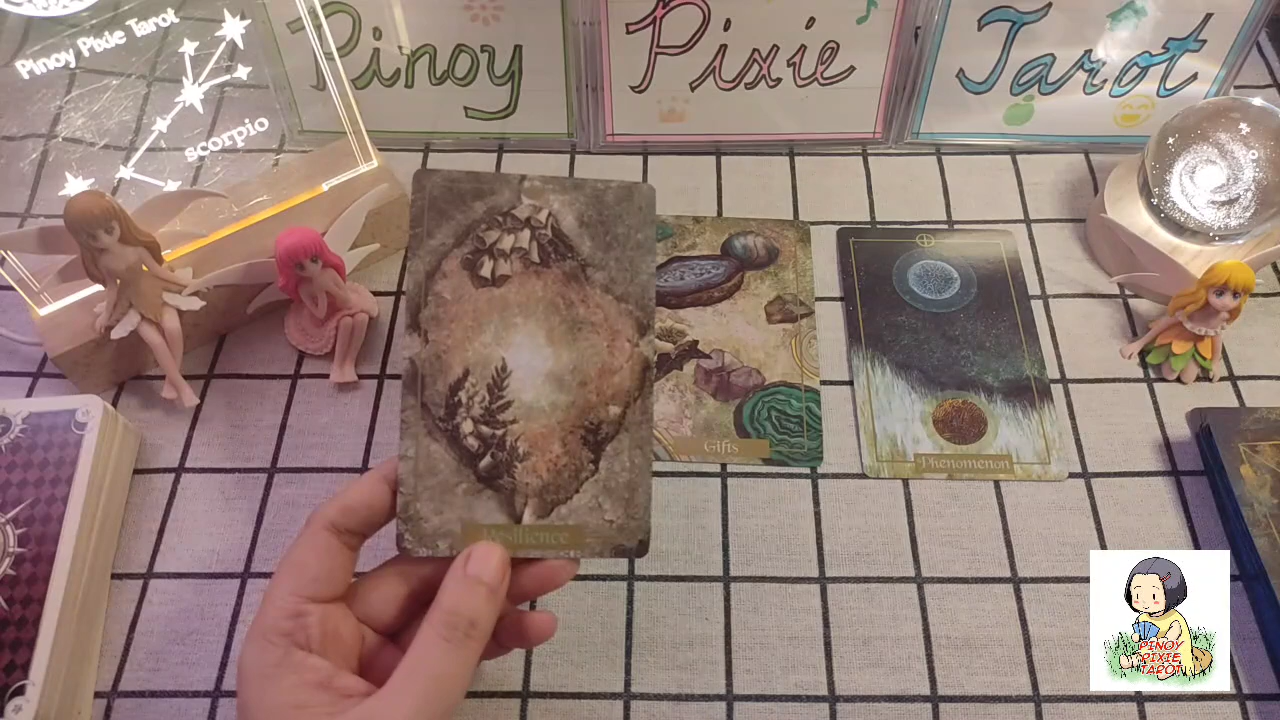 Pinoy Pixie Tarot
scorpio
Pinoy
Pixie
Tarot
Gifts
Phenomenon
Resilience
PINOY
PIXIE
TAROT